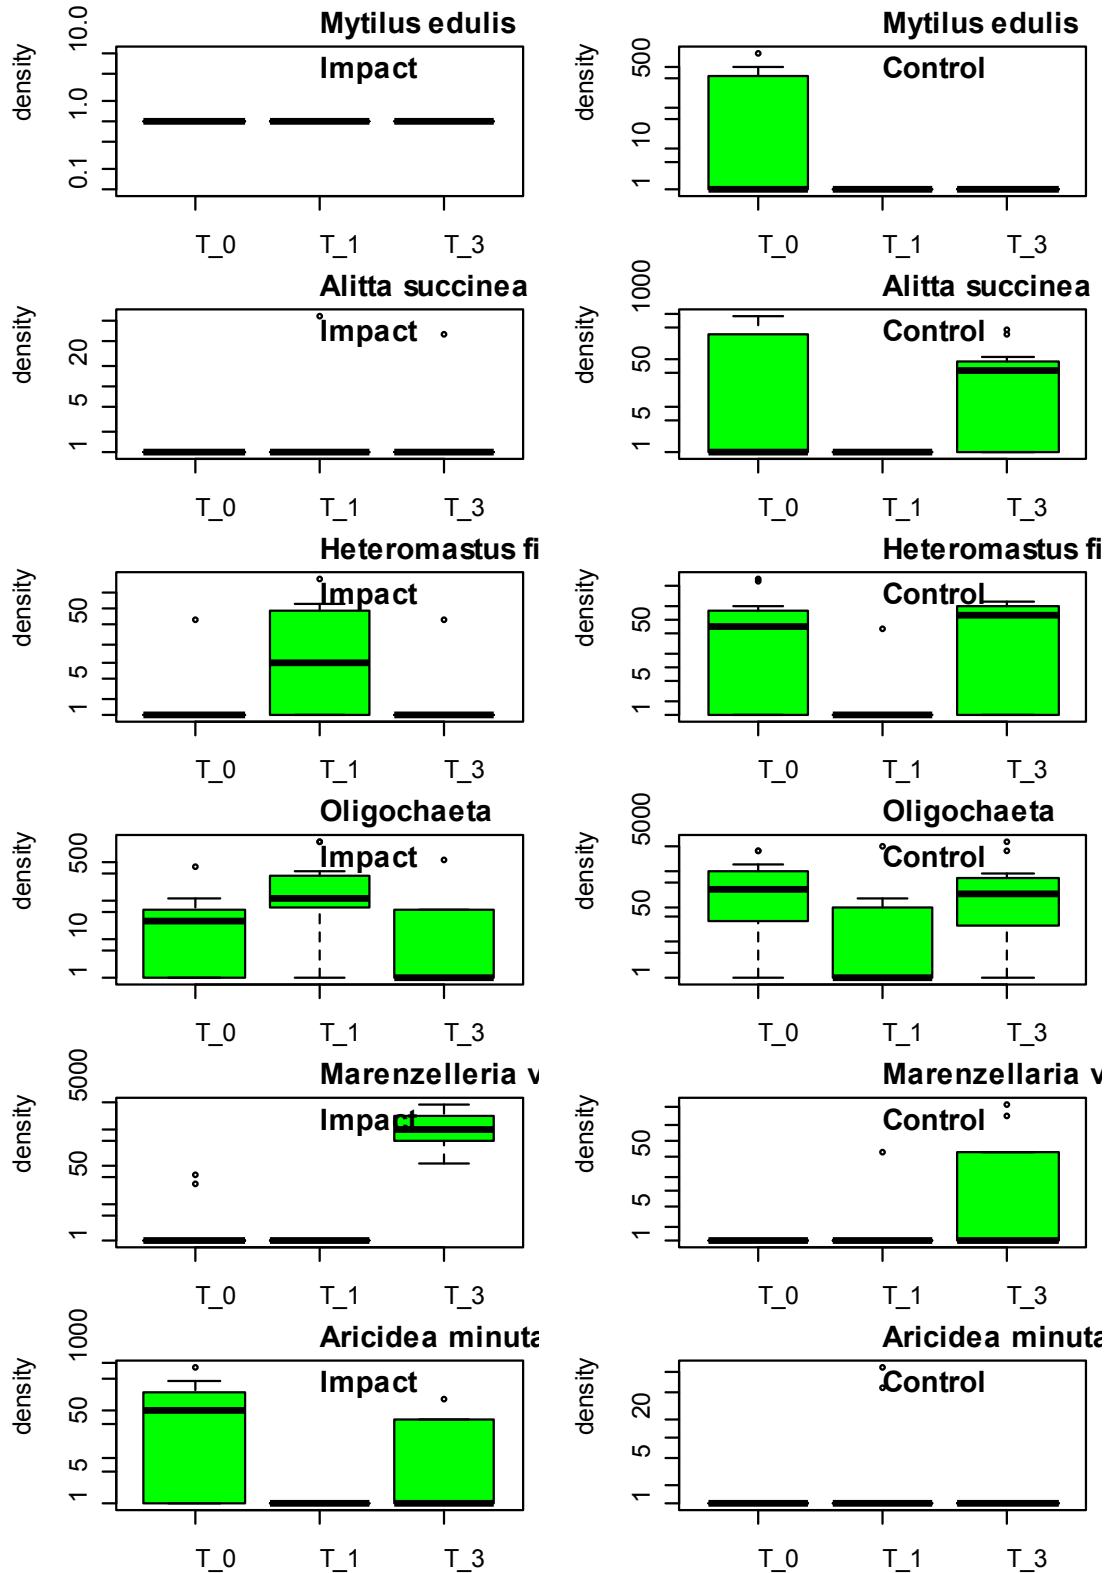 Mytilus edulis
Impact
density
10.0
1.0
0.1
T_0 T_1 T_3
Mytilus edulis
Control
density
500
10
1
T_0 T_1 T_3
Alitta succinea
Impact
density
20
5
1
T_0 T_1 T_3
Alitta succinea
Control
density
1000
50
5
1
T_0 T_1 T_3
Heteromastus fi
Impact
density
50
5
1
T_0 T_1 T_3
Heteromastus fi
Control
density
50
5
1
T_0 T_1 T_3
Oligochaeta
Impact
density
500
10
1
T_0 T_1 T_3
Oligochaeta
Control
density
5000
50
1
T_0 T_1 T_3
Marenzelleria v
Impact
density
5000
50
1
T_0 T_1 T_3
Marenzellaria v
Control
density
50
5
1
T_0 T_1 T_3
Aricidea minuta
Impact
density
1000
50
5
1
T_0 T_1 T_3
Aricidea minuta
Control
density
20
5
1
T_0 T_1 T_3